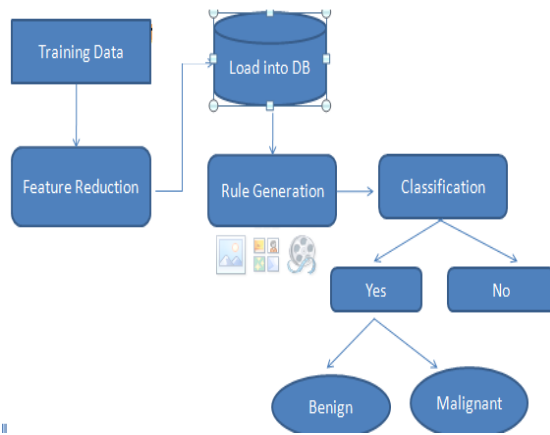 Training Data
Load into DB
Feature Reduction
Rule Generation
Classification
Yes
No
Benign
Malignant